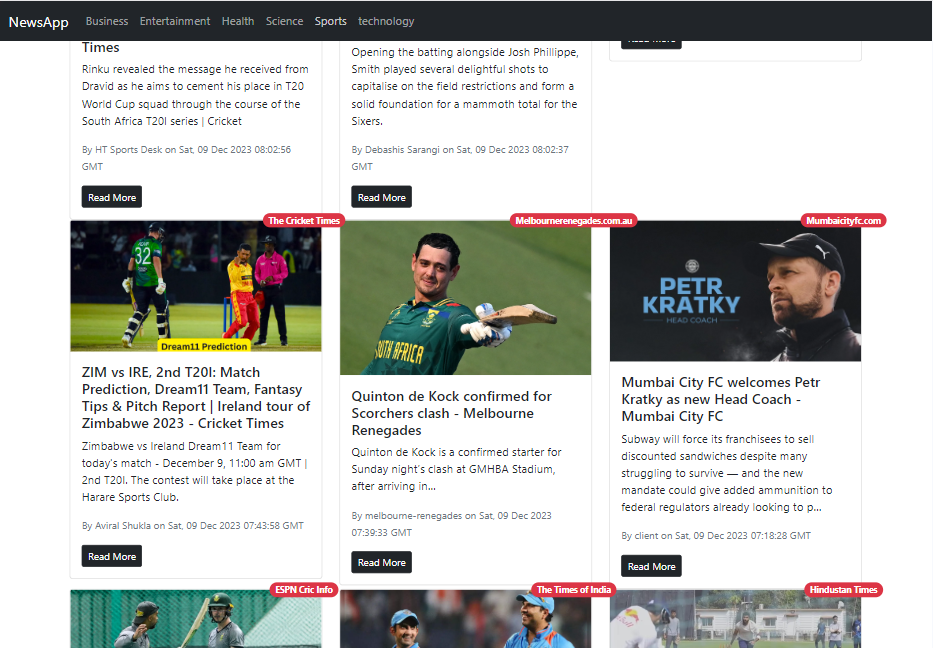 NewsApp Business Entertainment Health Science Sports technology
Times
Rinku revealed the message he received from
Dravid as he aims to cement his place in T20
World Cup squad through the course of the
South Africa T20I series | Cricket
By HT Sports Desk on Sat, 09 Dec 2023 08:02:56
GMT
Read More
Opening the batting alongside Josh Phillippe,
Smith played several delightful shots to
capitalise on the field restrictions and form a
solid foundation for a mammoth total for the
Sixers.
By Debashis Sarangi on Sat, 09 Dec 2023 08:02:37
GMT
Read More
Read More
The Cricket Times
32
Dream11 Prediction
ZIM vs IRE, 2nd T20I: Match
Prediction, Dream11 Team, Fantasy
Tips & Pitch Report | Ireland tour of
Zimbabwe 2023 - Cricket Times
Zimbabwe vs Ireland Dream11 Team for
today's match - December 9, 11:00 am GMT |
2nd T20I. The contest will take place at the
Harare Sports Club.
By Aviral Shukla on Sat, 09 Dec 2023 07:43:58 GMT
Read More
Melbournerenegades.com.au
SOUTH AFRICA
Quinton de Kock confirmed for
Scorchers clash - Melbourne
Renegades
Quinton de Kock is a confirmed starter for
Sunday night's clash at GMHBA Stadium,
after arriving in...
By melbourne-renegades on Sat, 09 Dec 2023
07:39:33 GMT
Read More
Mumbaicityfc.com
PETR
KRATKY
HEAD COACH
Mumbai City FC welcomes Petr
Kratky as new Head Coach -
Mumbai City FC
Subway will force its franchisees to sell
discounted sandwiches despite many
struggling to survive — and the new
mandate could give added ammunition to
federal regulators already looking to p...
By client on Sat, 09 Dec 2023 07:18:28 GMT
Read More
ESPN Cric Info
The Times of India
Hindustan Times